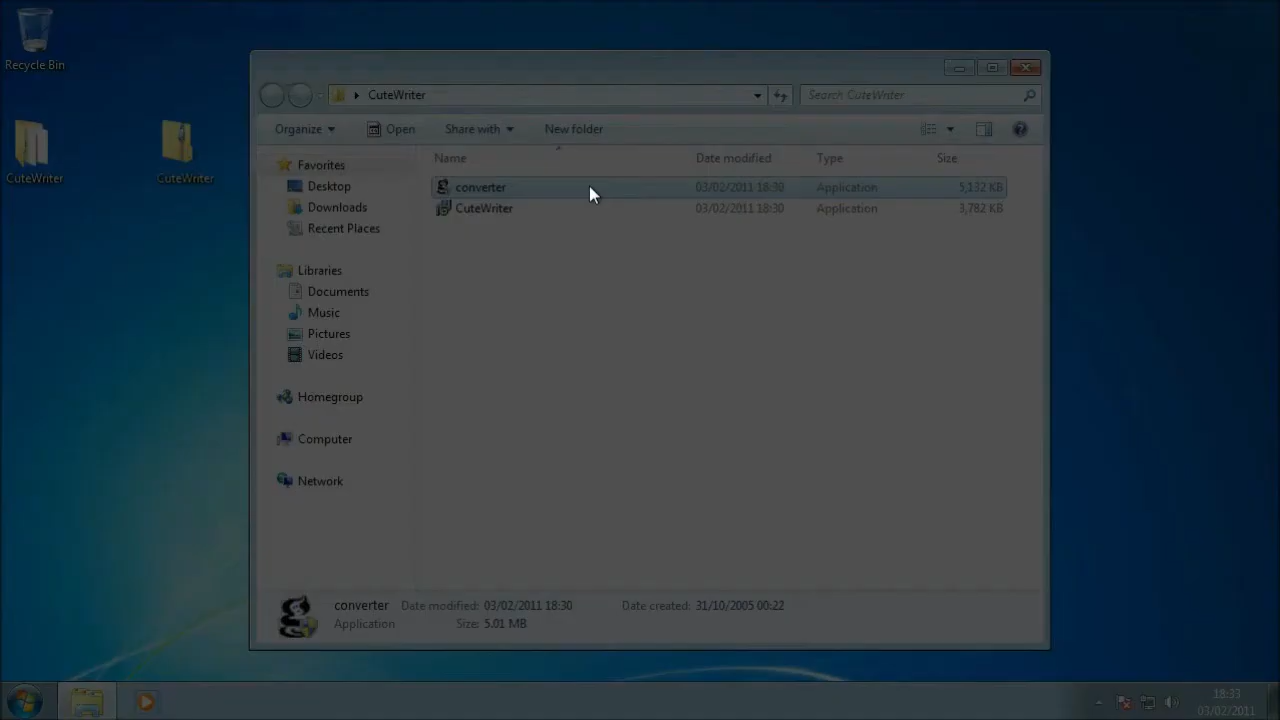 Recycle Bin
CuteWriter
CuteWriter
CuteWriter
Search CuteWriter
Organize Open Share with New folder
Name Date modified Type Size
Favorites
Desktop
Downloads
Recent Places
Libraries
Documents
Music
Pictures
Videos
Homegroup
Computer
Network
converter 03/02/2011 18:30 Application 5,132 KB
CuteWriter 03/02/2011 18:30 Application 3,782 KB
converter Date modified: 03/02/2011 18:30 Date created: 31/10/2005 00:22
Application Size: 5.01 MB
18:33
03/02/2011